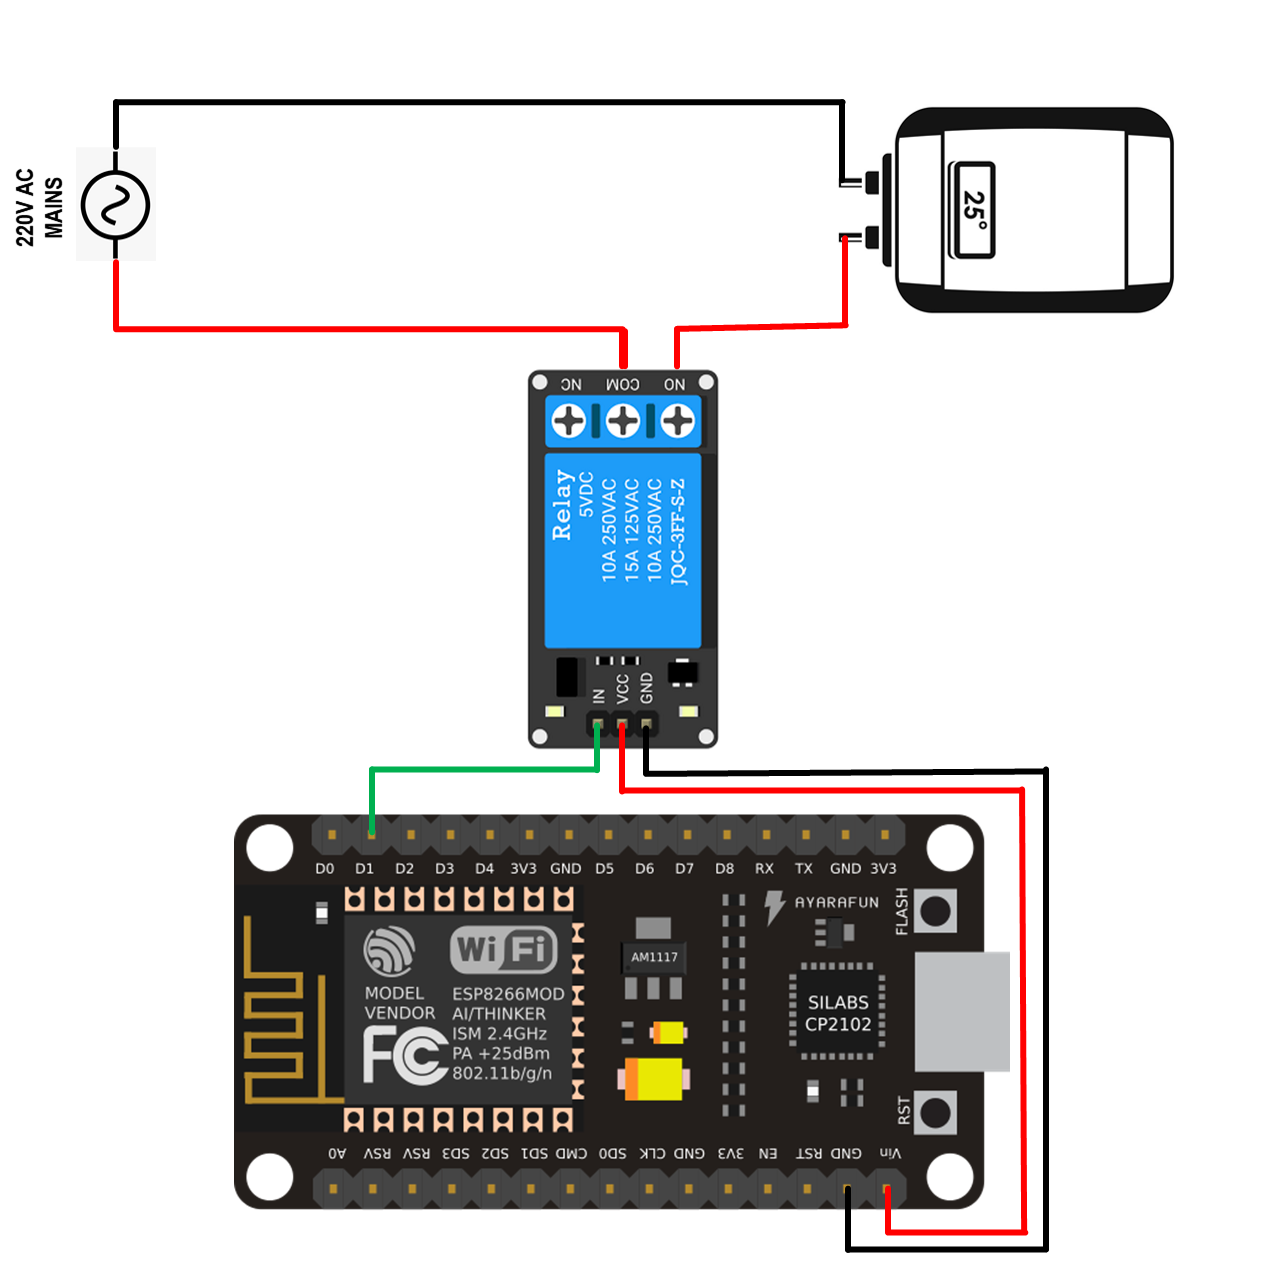 220V AC
MAINS
25°
NC COM NO
Relay
5VDC
10A 250VAC
15A 125VAC
10A 250VAC
JQC-3FF-S-Z
IN
VCC
GND
D0 D1 D2 D3 D4 3V3 GND D5 D6 D7 D8 RX TX GND 3V3
AYARAFUN
FLASH
WiFi
AM1117
MODEL
VENDOR
FCC
ESP8266MOD
AI/THINKER
ISM 2.4GHz
PA +25dBm
802.11b/g/n
SILABS
CP2102
RST
A0 RSV RSV SD3 SD2 SD1 CMD SD0 CLK GND 3V3 EN RST GND Vin